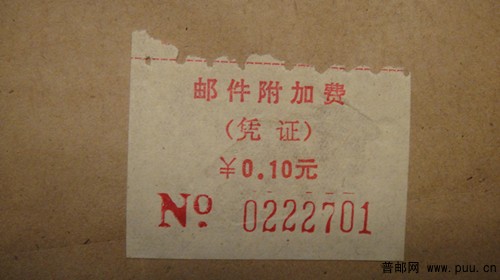 邮件附加费
(凭证)
￥0.10元
No 0222701
普邮网 www.puu.cn